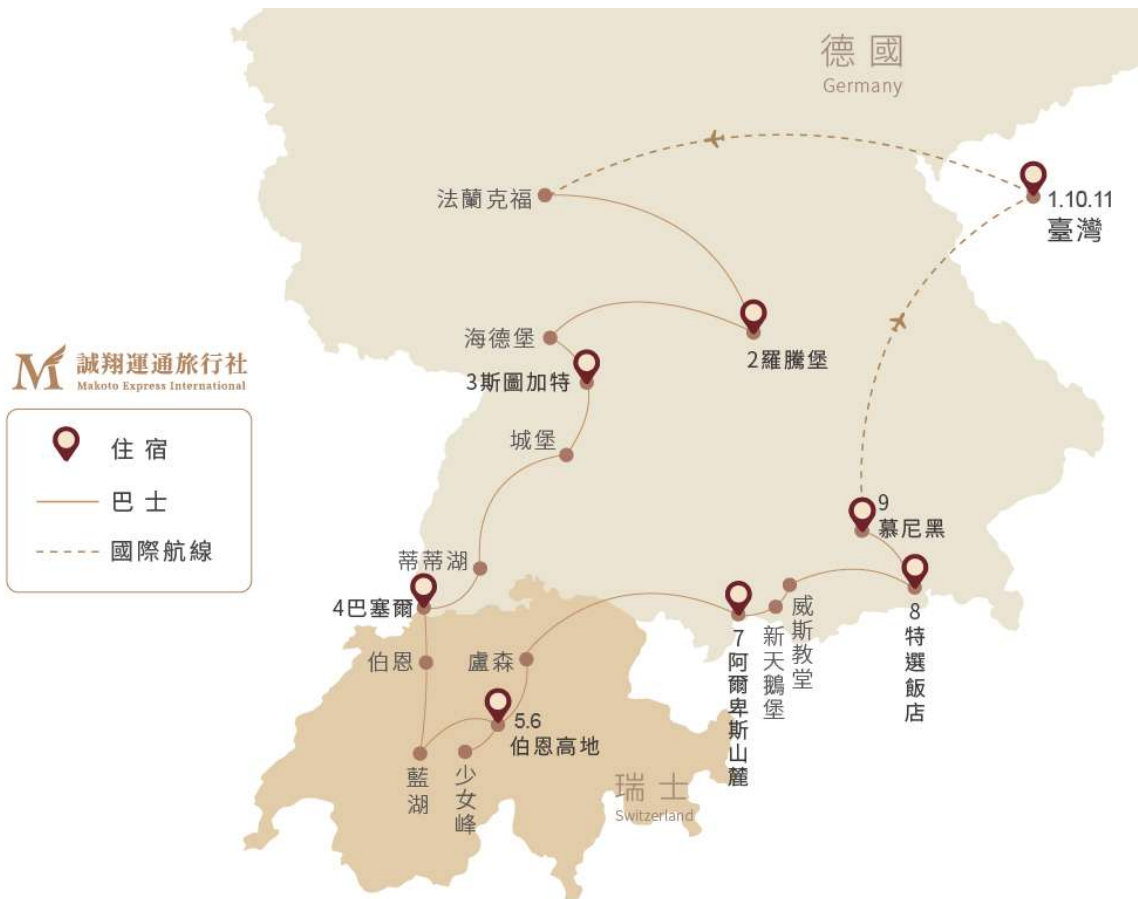 德國
Germany
法蘭克福
1.10.11
臺灣
海德堡
2羅騰堡
3斯圖加特
誠翔運通旅行社
Makoto Express International
住宿
巴士
國際航線
城堡
9
慕尼黑
蒂蒂湖
4巴塞爾
伯恩
盧森
7
阿爾卑斯山麓
新天鵝堡
威斯教堂
8
特選飯店
5.6
伯恩高地
藍湖
少女峰
瑞士
Switzerland